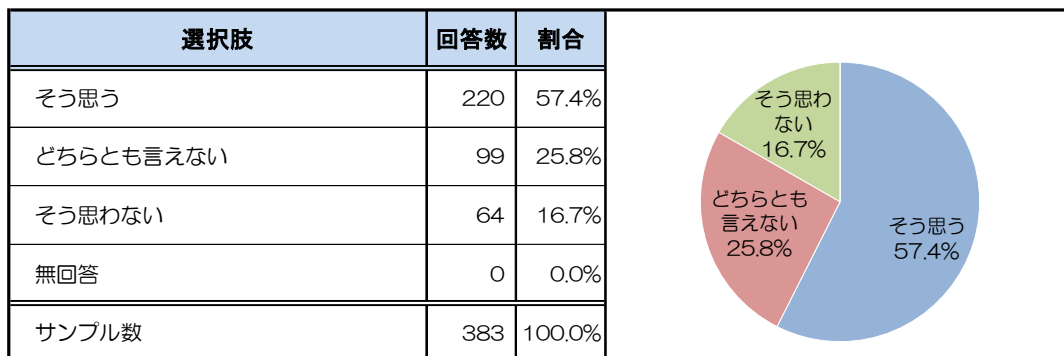 選択肢 回答数 割合
そう思う 220 57.4%
どちらとも言えない 99 25.8%
そう思わない 64 16.7%
無回答 0 0.0%
サンプル数 383 100.0%
そう思わ
ない
16.7%
どちらとも
言えない
25.8%
そう思う
57.4%